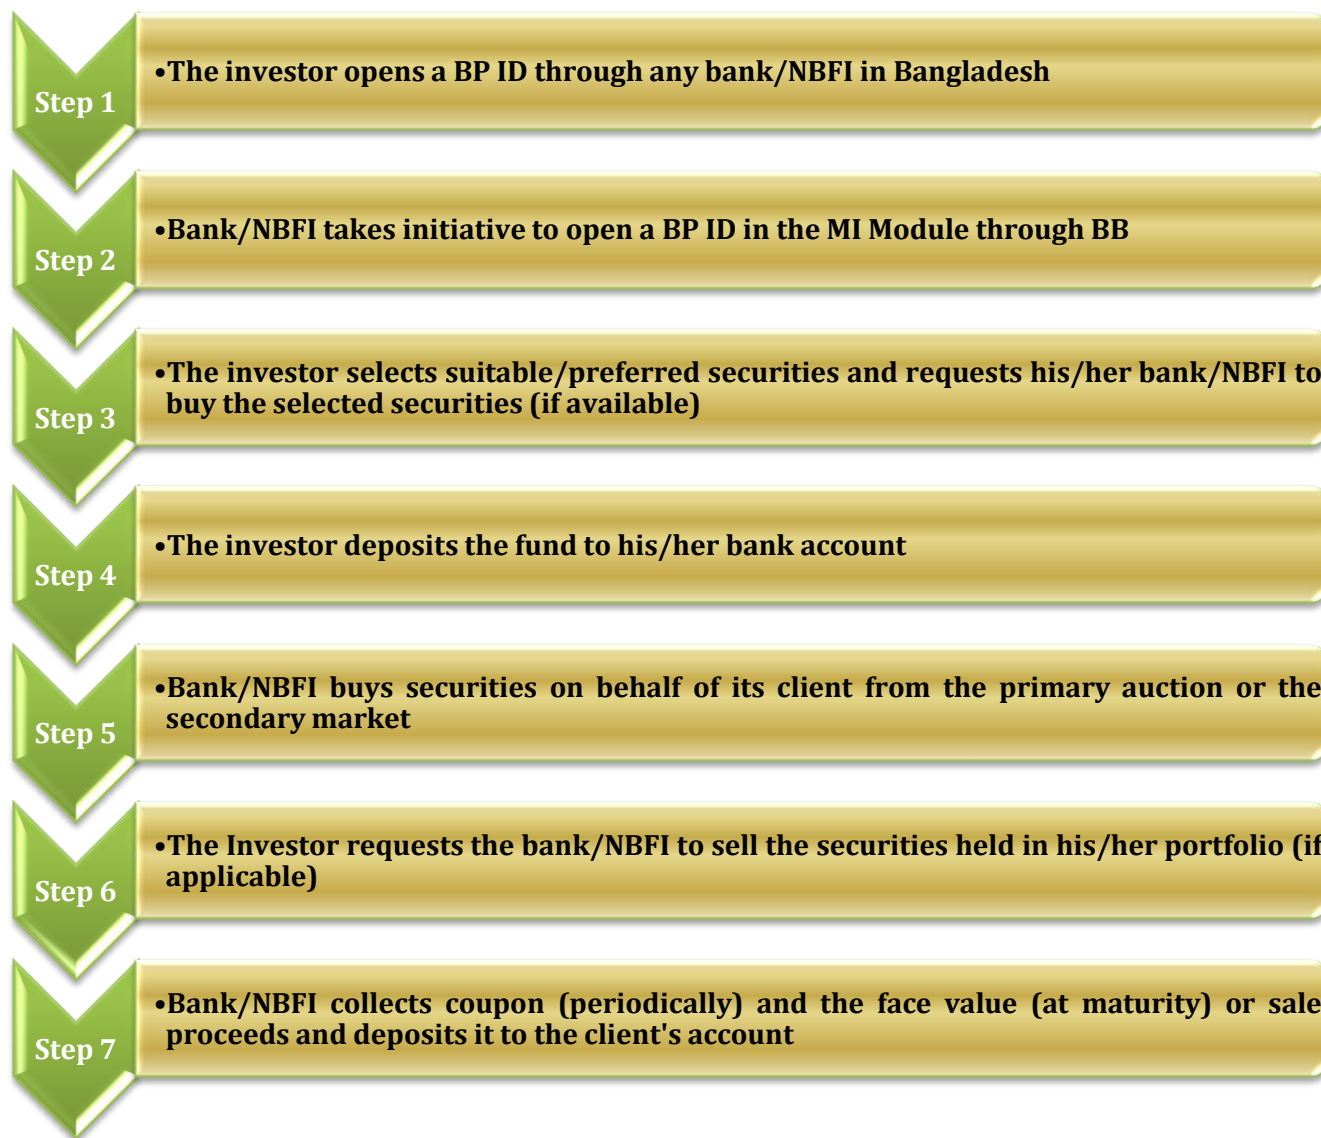 Step 1
•The investor opens a BP ID through any bank/NBFI in Bangladesh
Step 2
•Bank/NBFI takes initiative to open a BP ID in the MI Module through BB
Step 3
•The investor selects suitable/preferred securities and requests his/her bank/NBFI to
buy the selected securities (if available)
Step 4
•The investor deposits the fund to his/her bank account
Step 5
•Bank/NBFI buys securities on behalf of its client from the primary auction or the
secondary market
Step 6
•The Investor requests the bank/NBFI to sell the securities held in his/her portfolio (if
applicable)
Step 7
•Bank/NBFI collects coupon (periodically) and the face value (at maturity) or sale
proceeds and deposits it to the client's account